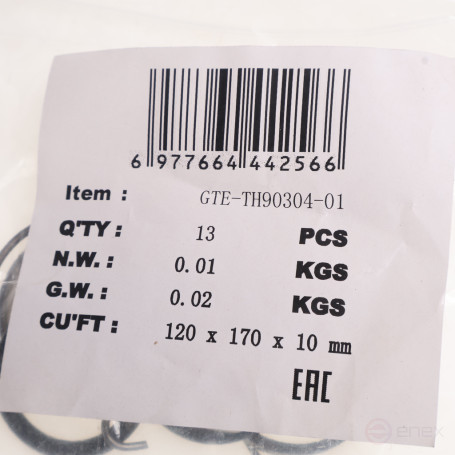 6 977664 442566
Item : GTE-TH90304-01
Q'TY : 13 PCS
N.W. : 0.01 KGS
G.W. : 0.02 KGS
CU'FT : 120 x 170 x 10 mm
EAC
enex